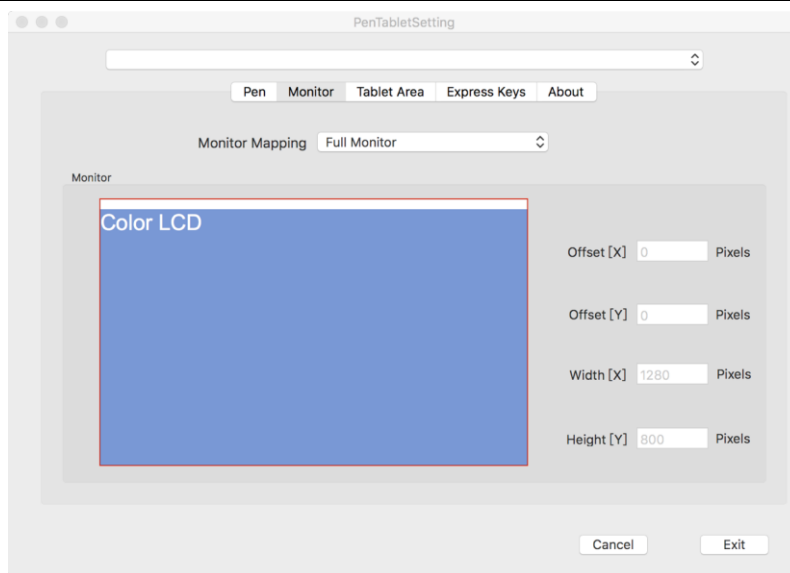 PenTabletSetting
Pen Monitor Tablet Area Express Keys About
Monitor Mapping Full Monitor
Monitor
Color LCD
Offset [X] 0 Pixels
Offset [Y] 0 Pixels
Width [X] 1280 Pixels
Height [Y] 800 Pixels
Cancel Exit